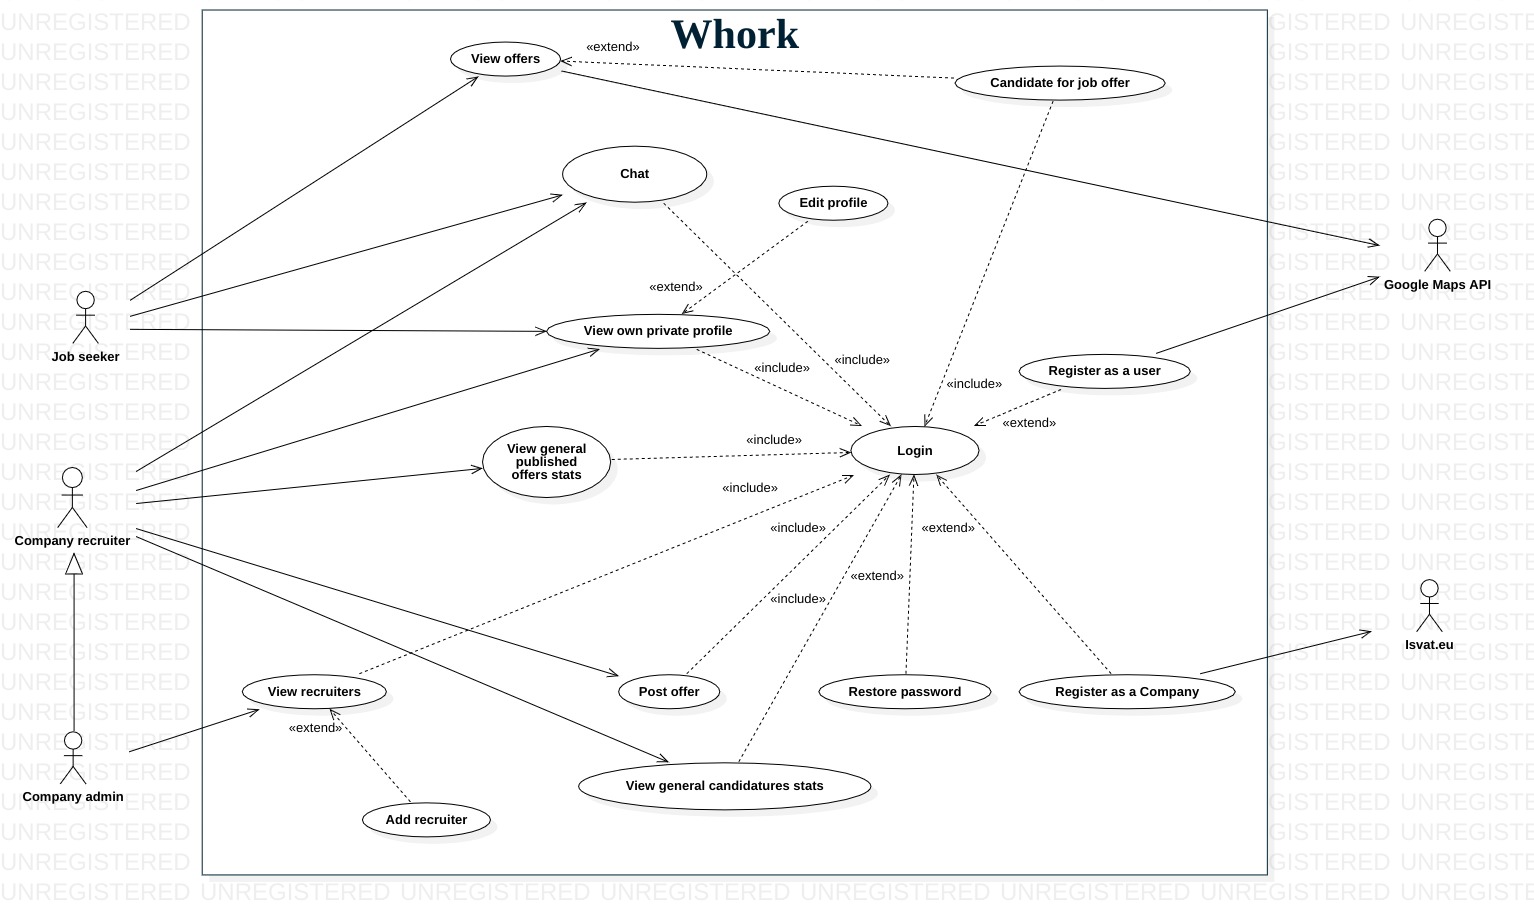 Whork
View offers
«extend»
Candidate for job offer
Chat
Edit profile
«extend»
Google Maps API
View own private profile
Job seeker
«include»
«include»
«include»
Register as a user
«extend»
View general
published
offers stats
«include»
Login
«include»
Company recruiter
«include»
«extend»
«extend»
«include»
Isvat.eu
View recruiters
Post offer
Restore password
Register as a Company
«extend»
View general candidatures stats
Company admin
Add recruiter
UNREGISTERED UNREGISTERED UNREGISTERED UNREGISTERED UNREGISTERED UNREGISTERED UNREGISTERED